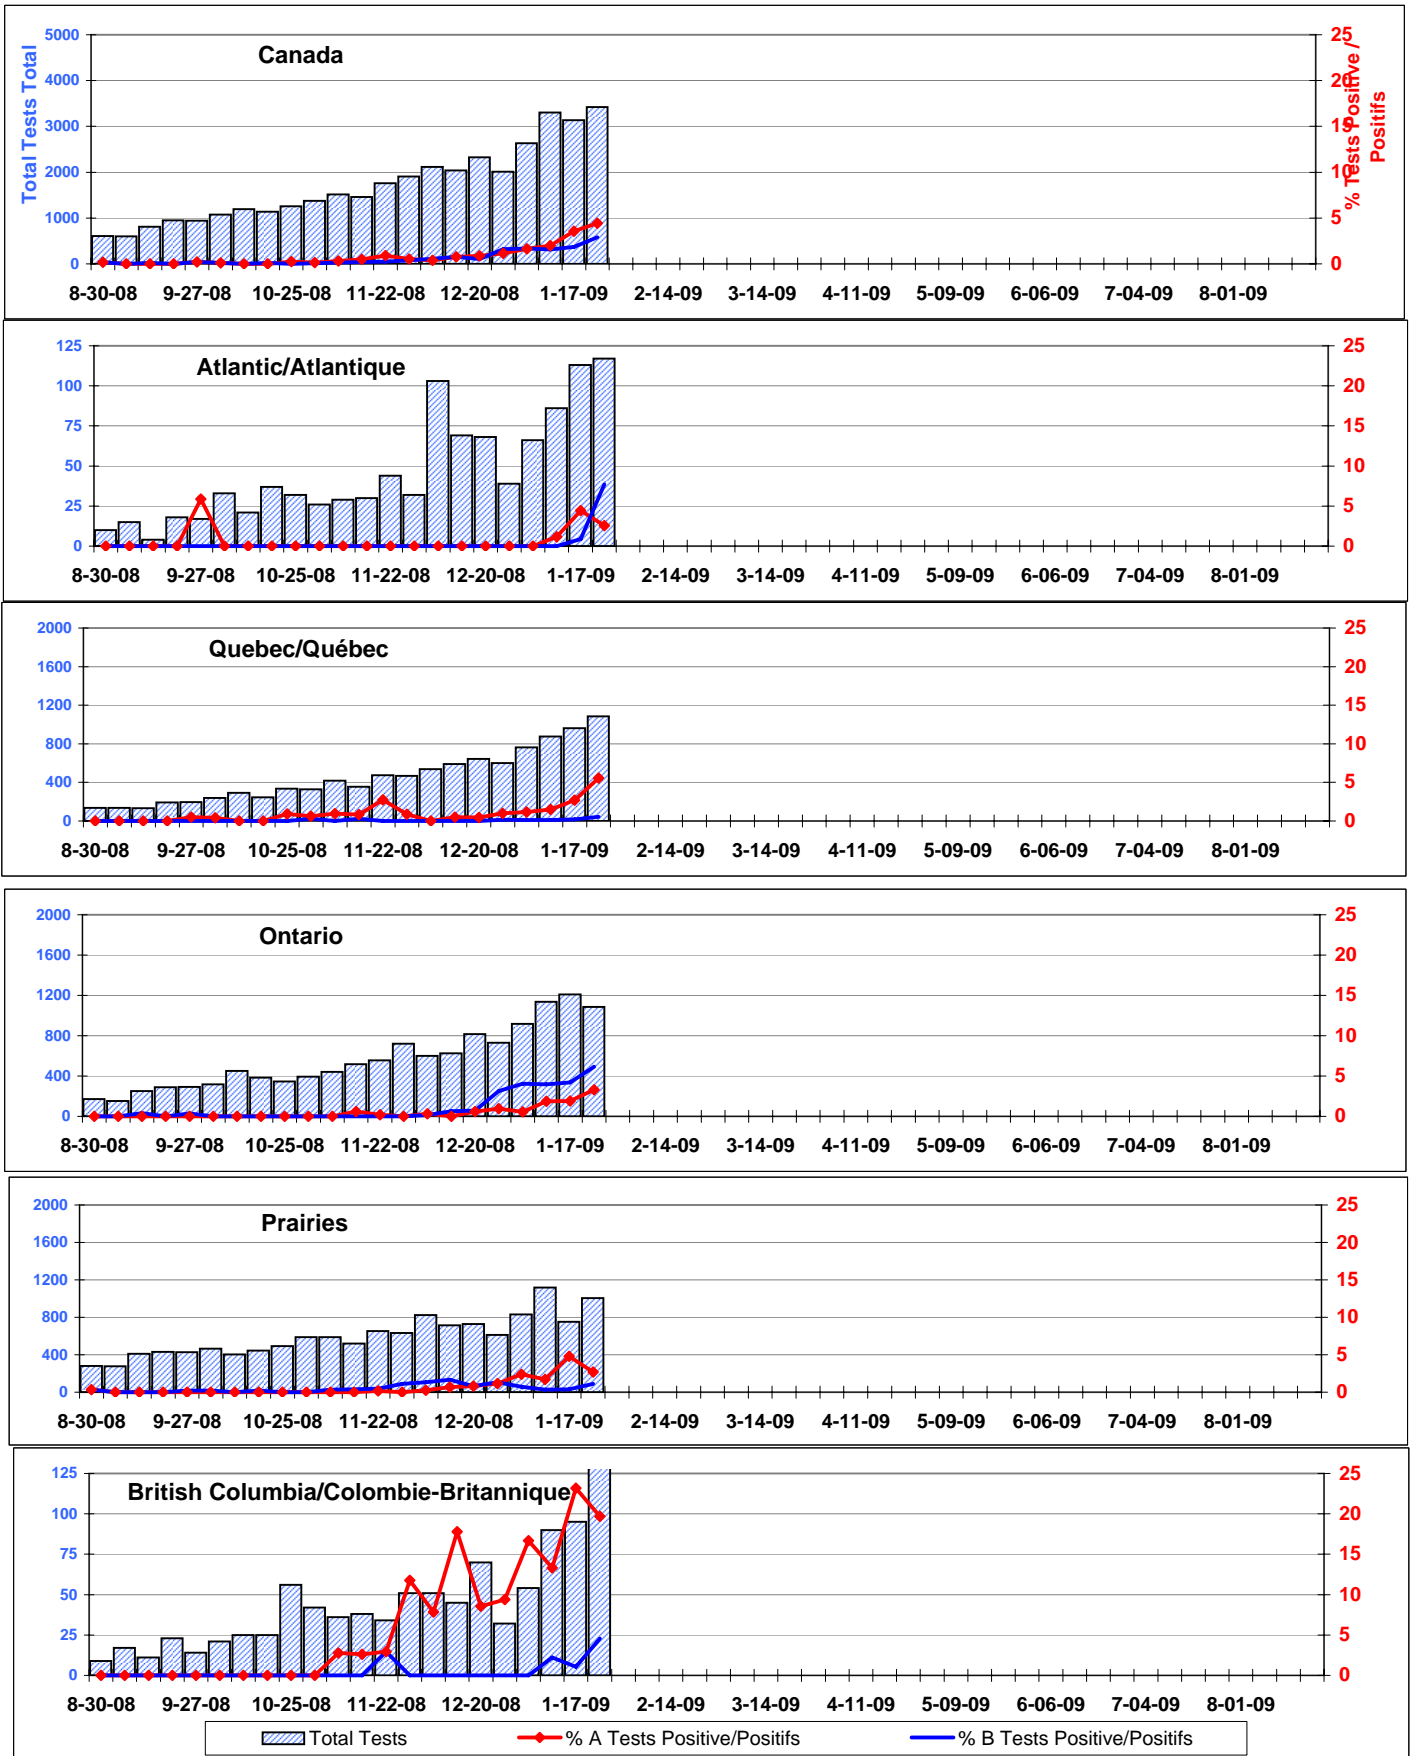 Canada
Total Tests Total
% Tests Positive / Positifs
5000 25
4000 20
3000 15
2000 10
1000 5
0 0
8-30-08 9-27-08 10-25-08 11-22-08 12-20-08 1-17-09 2-14-09 3-14-09 4-11-09 5-09-09 6-06-09 7-04-09 8-01-09
Atlantic/Atlantique
125 25
100 20
75 15
50 10
25 5
0 0
8-30-08 9-27-08 10-25-08 11-22-08 12-20-08 1-17-09 2-14-09 3-14-09 4-11-09 5-09-09 6-06-09 7-04-09 8-01-09
Quebec/Québec
2000 25
1600 20
1200 15
800 10
400 5
0 0
8-30-08 9-27-08 10-25-08 11-22-08 12-20-08 1-17-09 2-14-09 3-14-09 4-11-09 5-09-09 6-06-09 7-04-09 8-01-09
Ontario
2000 25
1600 20
1200 15
800 10
400 5
0 0
8-30-08 9-27-08 10-25-08 11-22-08 12-20-08 1-17-09 2-14-09 3-14-09 4-11-09 5-09-09 6-06-09 7-04-09 8-01-09
Prairies
2000 25
1600 20
1200 15
800 10
400 5
0 0
8-30-08 9-27-08 10-25-08 11-22-08 12-20-08 1-17-09 2-14-09 3-14-09 4-11-09 5-09-09 6-06-09 7-04-09 8-01-09
British Columbia/Colombie-Britannique
125 25
100 20
75 15
50 10
25 5
0 0
8-30-08 9-27-08 10-25-08 11-22-08 12-20-08 1-17-09 2-14-09 3-14-09 4-11-09 5-09-09 6-06-09 7-04-09 8-01-09
Total Tests % A Tests Positive/Positifs % B Tests Positive/Positifs